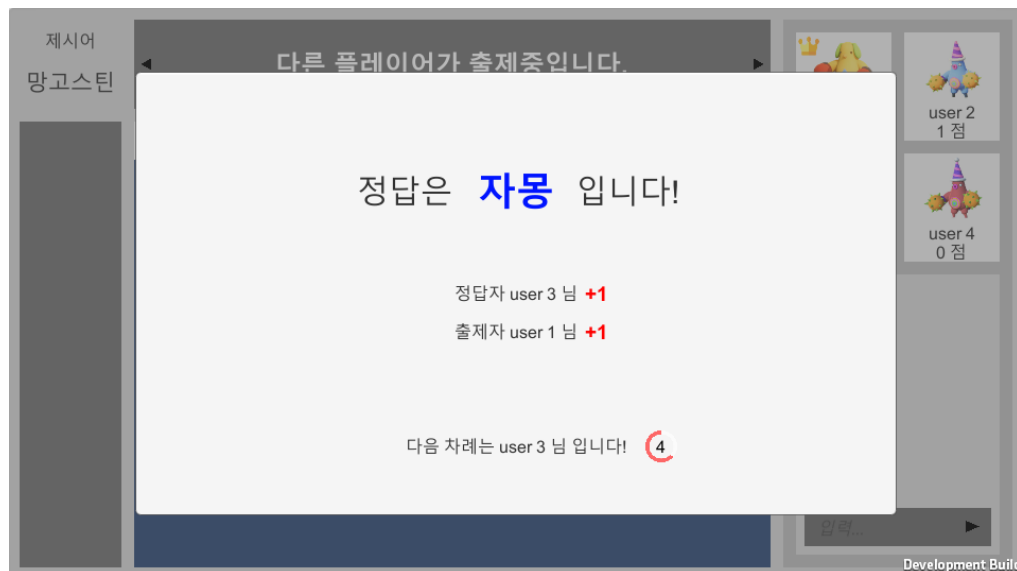 제시어
망고스틴
다른 플레이어가 출제중입니다.
user 2
1 점
user 4
0 점
정답은 자몽 입니다!
정답자 user 3 님 +1
출제자 user 1 님 +1
다음 차례는 user 3 님 입니다! 4
입력...
Development Build